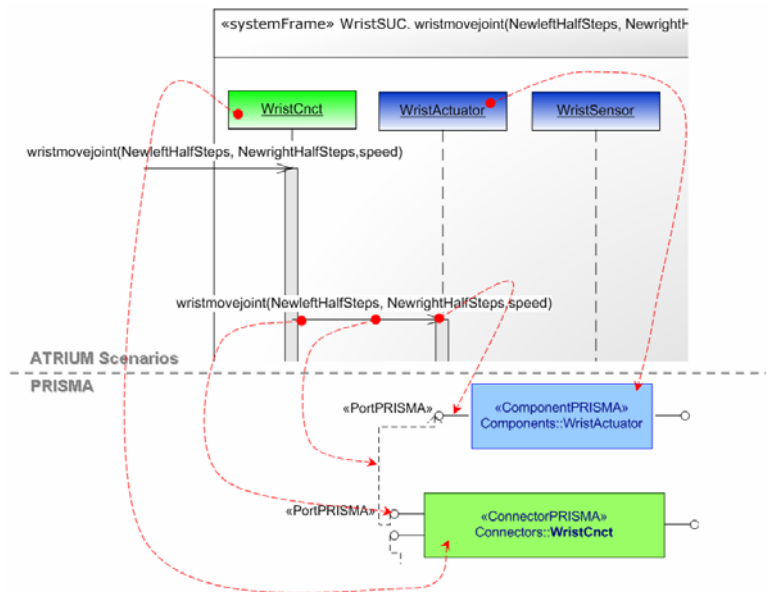 «systemFrame» WristSUC. wristmovejoint(NewleftHalfSteps, NewrightH
WristCnct
WristActuator
WristSensor
wristmovejoint(NewleftHalfSteps, NewrightHalfSteps,speed)
wristmovejoint(NewleftHalfSteps, NewrightHalfSteps,speed)
ATRIUM Scenarios
PRISMA
«PortPRISMA»
«ComponentPRISMA»
Components::WristActuator
«PortPRISMA»
«ConnectorPRISMA»
Connectors::WristCnct